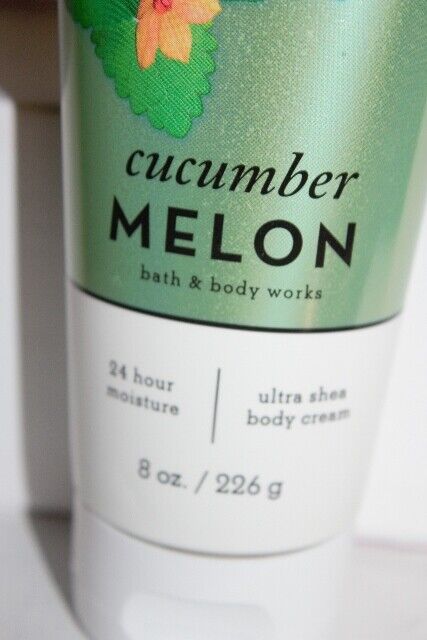 cucumber
MELON
bath & body works
24 hour
moisture
ultra shea
body cream
8 oz. / 226 g